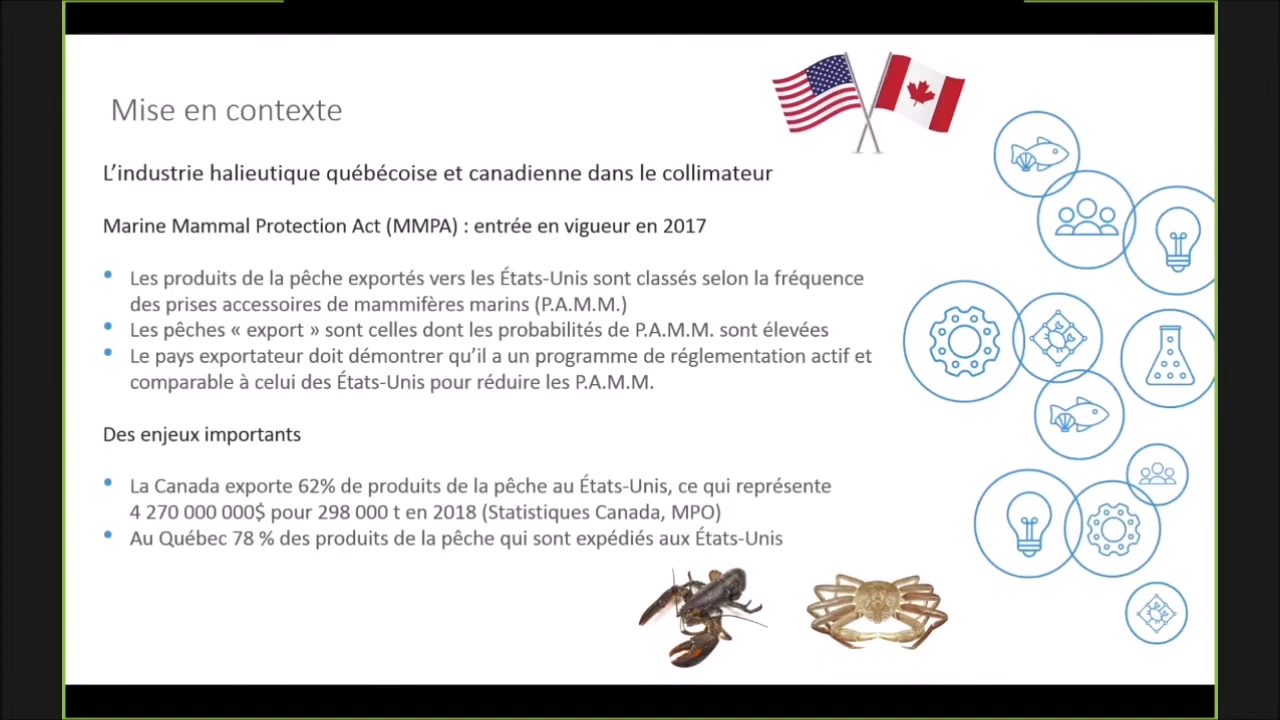 Mise en contexte
L’industrie halieutique québécoise et canadienne dans le collimateur
Marine Mammal Protection Act (MMPA) : entrée en vigueur en 2017
• Les produits de la pêche exportés vers les États-Unis sont classés selon la fréquence
des prises accessoires de mammifères marins (P.A.M.M.)
• Les pêches « export » sont celles dont les probabilités de P.A.M.M. sont élevées
• Le pays exportateur doit démontrer qu’il a un programme de réglementation actif et
comparable à celui des États-Unis pour réduire les P.A.M.M.
Des enjeux importants
• La Canada exporte 62% de produits de la pêche au États-Unis, ce qui représente
4 270 000 000$ pour 298 000 t en 2018 (Statistiques Canada, MPO)
• Au Québec 78 % des produits de la pêche qui sont expédiés aux États-Unis